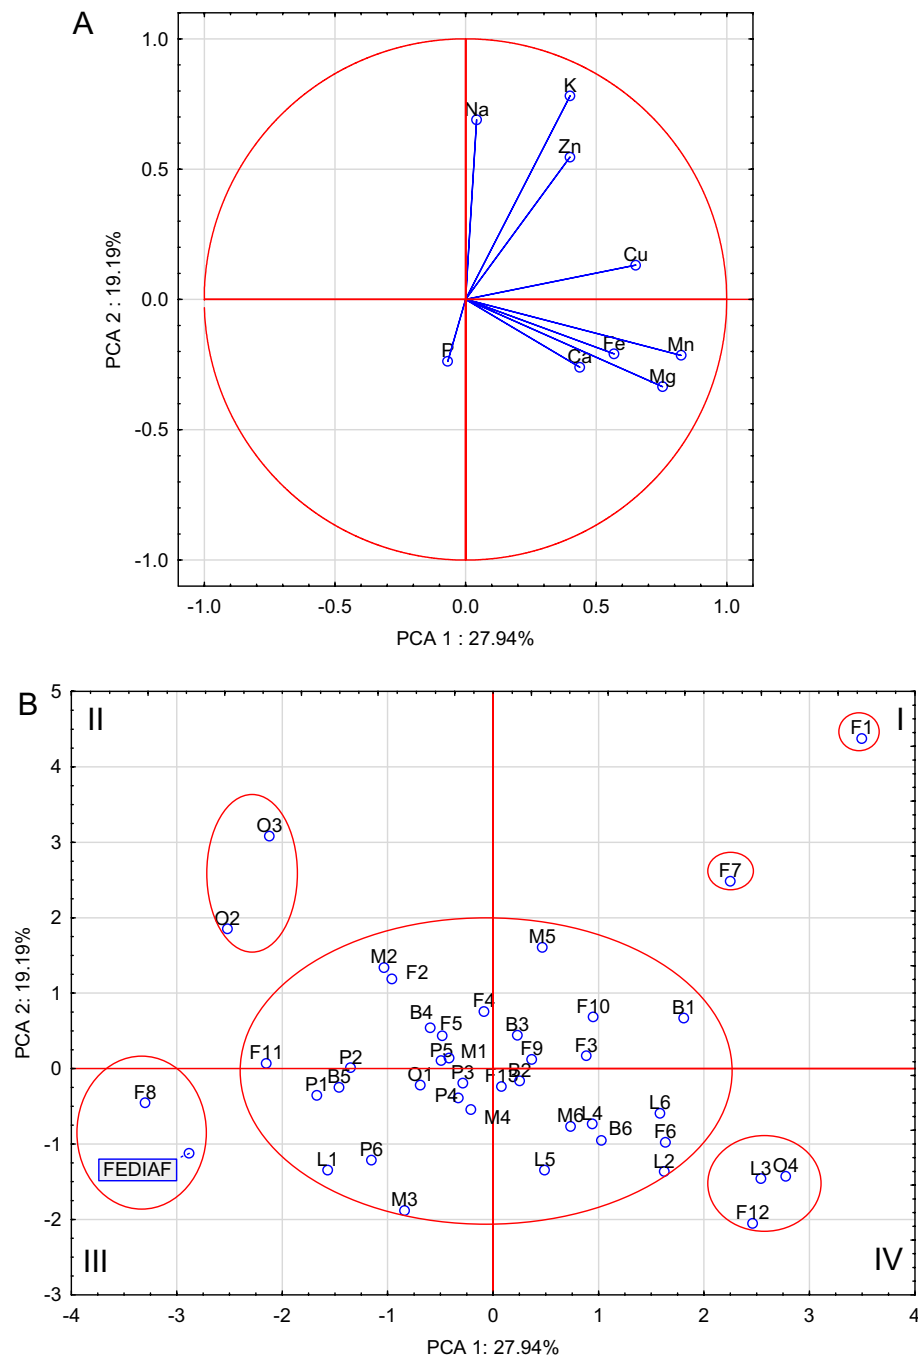 A
1.0
0.5
0.0
-0.5
-1.0
PCA 2 : 19.19%
K
Na
Zn
Cu
P
Ca
Fe
Mn
Mg
-1.0
-0.5
0.0
0.5
1.0
PCA 1 : 27.94%
B
5
4
3
2
1
0
-1
-2
-3
PCA 2: 19.19%
II
I
F1
O3
F7
O2
M5
M2
F2
F4
F10
B1
B4
F5
B3
F11
P2
P5
M1
F9
F3
P1
B5
O1
P3
F13
B2
F8
P4
M4
M6
L4
L6
B6
F6
FEDIAF
L1
P6
L5
L2
L3
O4
M3
F12
III
IV
-4
-3
-2
-1
0
1
2
3
4
PCA 1: 27.94%